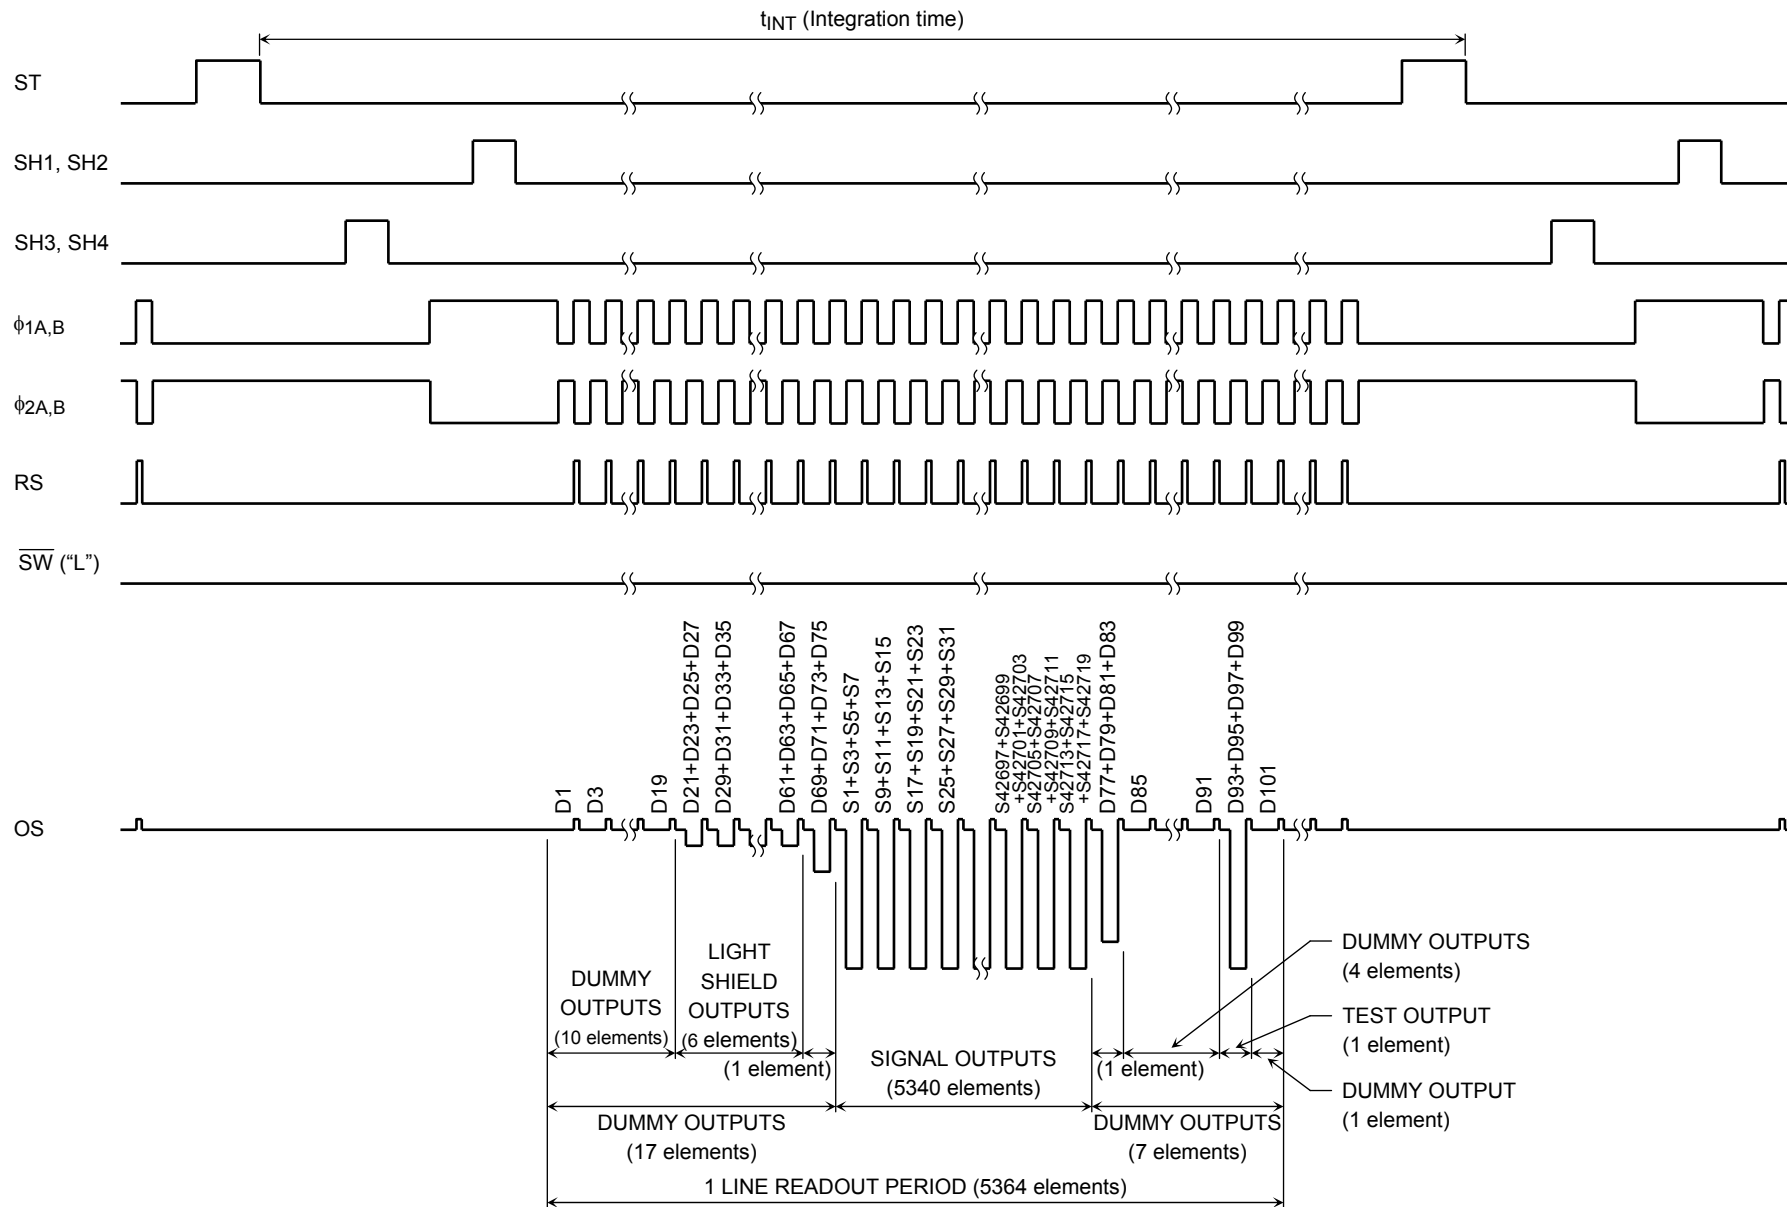 tINT (Integration time)
ST
SH1, SH2
SH3, SH4
ϕ1A,B
ϕ2A,B
RS
SW (“L”)
OS
D1
D3
D19
D21+D23+D25+D27
D29+D31+D33+D35
D61+D63+D65+D67
D69+D71+D73+D75
S1+S3+S5+S7
S9+S11+S13+S15
S17+S19+S21+S23
S25+S27+S29+S31
S42697+S42699
+S42701+S42703
S42705+S42707
+S42709+S42711
S42713+S42715
+S42717+S42719
D77+D79+D81+D83
D85
D91
D93+D95+D97+D99
D101
DUMMY
OUTPUTS
(10 elements)
LIGHT
SHIELD
OUTPUTS
(6 elements)
(1 element)
SIGNAL OUTPUTS
(5340 elements)
(1 element)
DUMMY OUTPUTS
(4 elements)
TEST OUTPUT
(1 element)
DUMMY OUTPUT
(1 element)
DUMMY OUTPUTS
(17 elements)
DUMMY OUTPUTS
(7 elements)
1 LINE READOUT PERIOD (5364 elements)